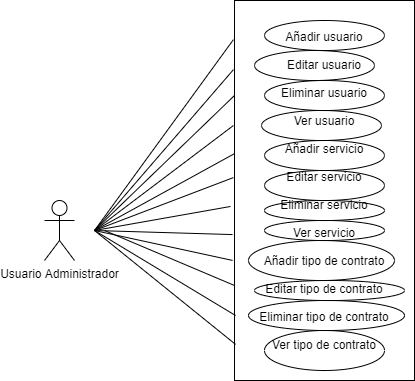 Añadir usuario
Editar usuario
Eliminar usuario
Ver usuario
Añadir servicio
Editar servicio
Eliminar servicio
Ver servicio
Añadir tipo de contrato
Usuario Administrador
Editar tipo de contrato
Eliminar tipo de contrato
Ver tipo de contrato